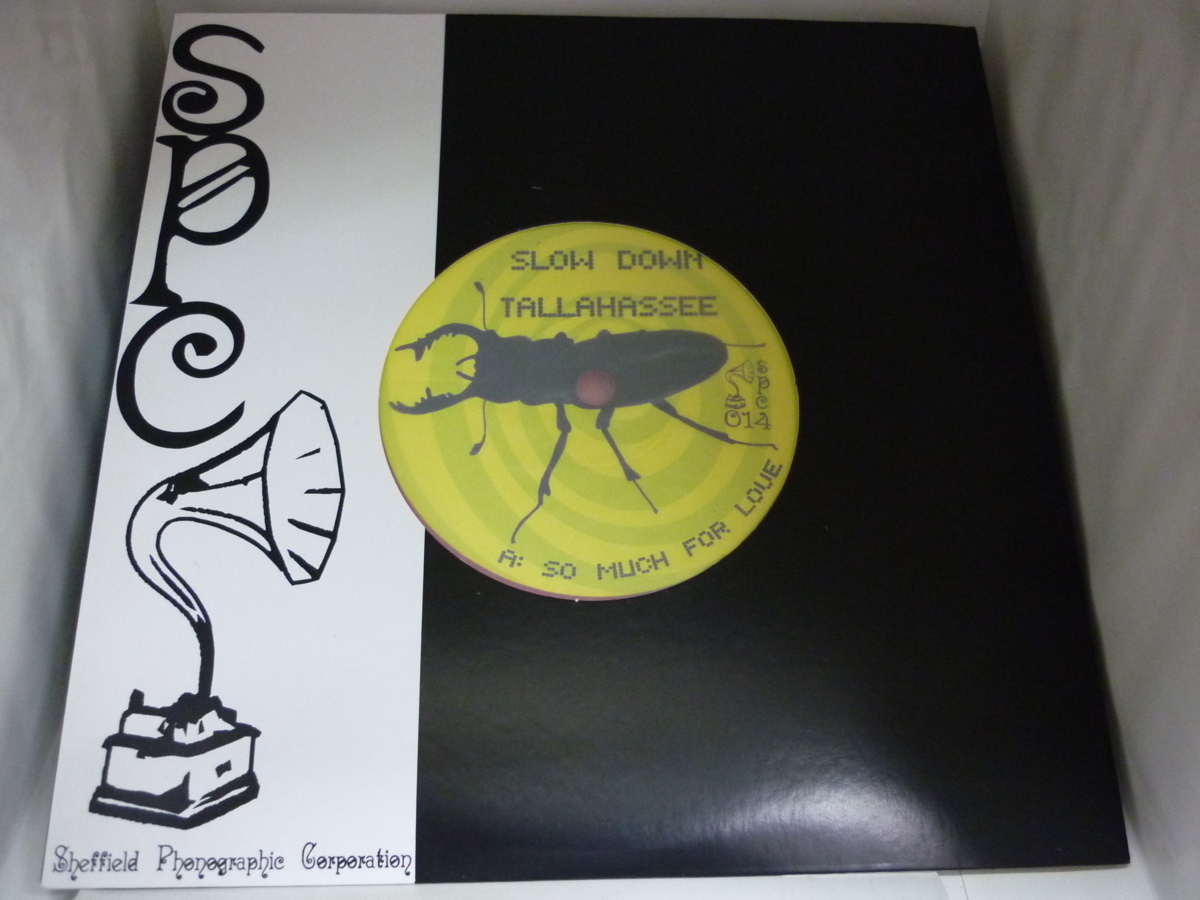 SPC
Sheffield Phonographic Corporation
SLOW DOWN
TALLAHASSEE
SPC
014
A: SO MUCH FOR LOVE